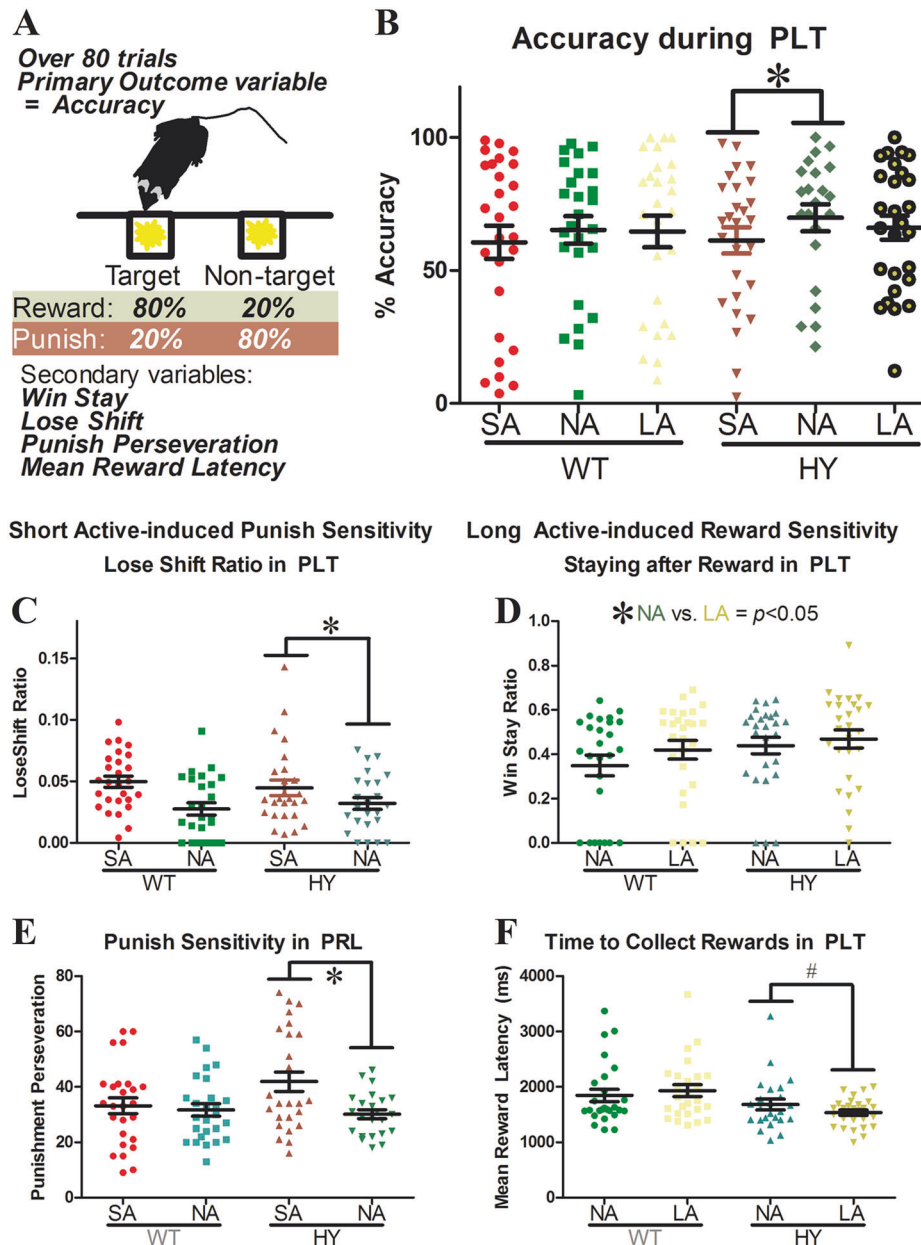 A
Over 80 trials
Primary Outcome variable
= Accuracy
Target Non-target
Reward: 80% 20%
Punish: 20% 80%
Secondary variables:
Win Stay
Lose Shift
Punish Perseveration
Mean Reward Latency
B
Accuracy during PLT
*
% Accuracy
100
50
0
SA NA LA SA NA LA
WT HY
Short Active-induced Punish Sensitivity
Lose Shift Ratio in PLT
C
*
LoseShift Ratio
0.15
0.10
0.05
0.00
SA NA SA NA
WT HY
Long Active-induced Reward Sensitivity
Staying after Reward in PLT
D
* NA vs. LA = p<0.05
Win Stay Ratio
1.0
0.8
0.6
0.4
0.2
0.0
NA LA NA LA
WT HY
E
Punish Sensitivity in PRL
*
Punishment Perseveration
80
60
40
20
0
SA NA SA NA
WT HY
F
Time to Collect Rewards in PLT
#
Mean Reward Latency (ms)
4000
3000
2000
1000
0
NA LA NA LA
WT HY